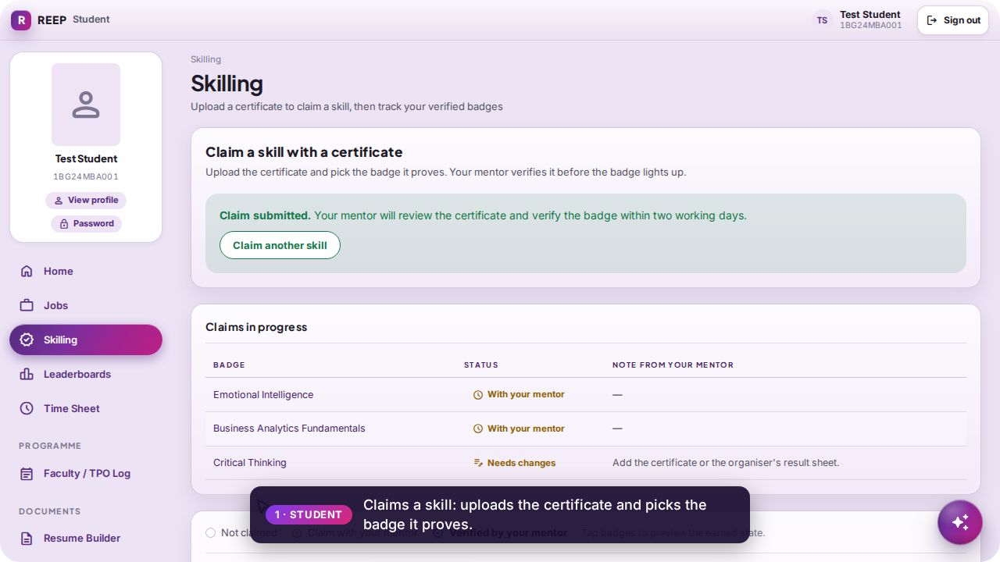 R REEP Student
TS Test Student
1BG24MBA001
Sign out
Test Student
1BG24MBA001
View profile
Password
Home
Jobs
Skilling
Leaderboards
Time Sheet
PROGRAMME
Faculty / TPO Log
DOCUMENTS
Resume Builder
Skilling
Skilling
Upload a certificate to claim a skill, then track your verified badges
Claim a skill with a certificate
Upload the certificate and pick the badge it proves. Your mentor verifies it before the badge lights up.
Claim submitted. Your mentor will review the certificate and verify the badge within two working days.
Claim another skill
Claims in progress
BADGE STATUS NOTE FROM YOUR MENTOR
Emotional Intelligence With your mentor —
Business Analytics Fundamentals With your mentor —
Critical Thinking Needs changes Add the certificate or the organiser's result sheet.
1 · STUDENT
Claims a skill: uploads the certificate and picks the
badge it proves.
Not claimed Claim with your mentor Verified by your mentor Tap badges to preview the earned state.